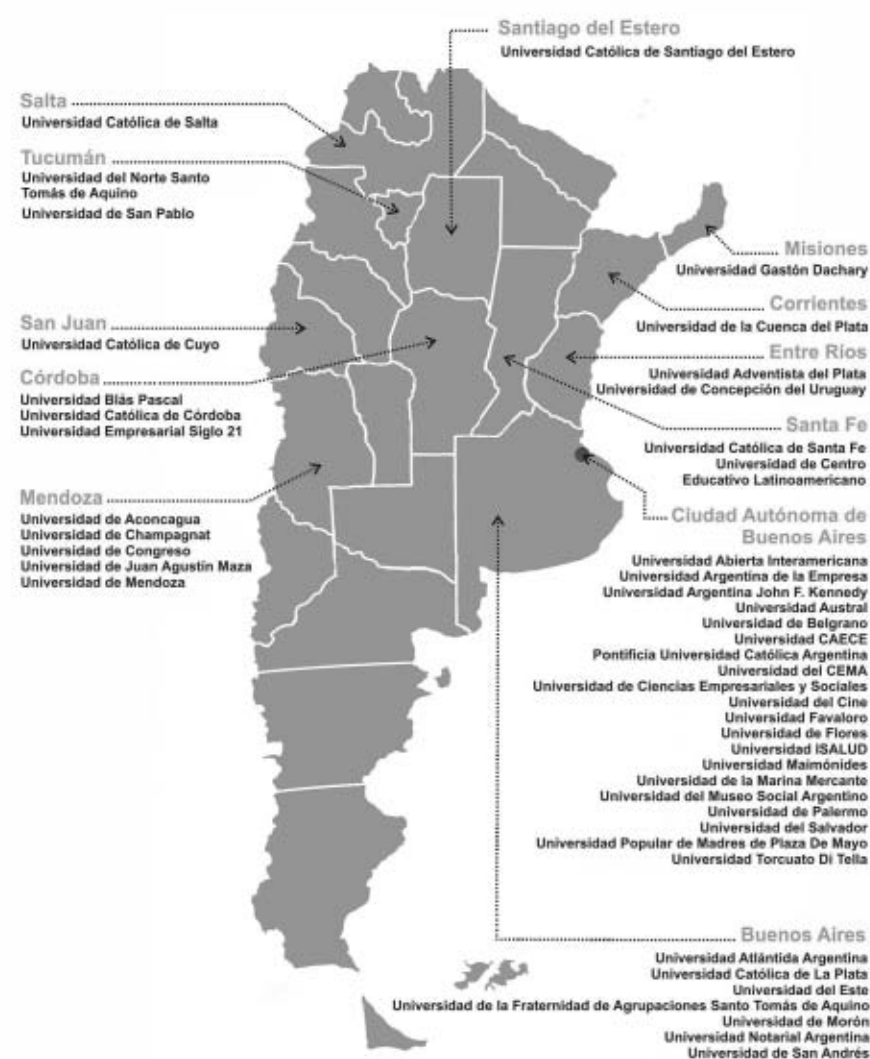 Santiago del Estero
Universidad Católica de Santiago del Estero
Salta
Universidad Católica de Salta
Tucumán
Universidad del Norte Santo
Tomás de Aquino
Universidad de San Pablo
Misiones
Universidad Gastón Dachary
Corrientes
Universidad de la Cuenca del Plata
San Juan
Universidad Católica de Cuyo
Entre Ríos
Universidad Adventista del Plata
Universidad de Concepción del Uruguay
Córdoba
Universidad Blás Pascal
Universidad Católica de Córdoba
Universidad Empresarial Siglo 21
Santa Fe
Universidad Católica de Santa Fe
Universidad de Centro
Educativo Latinoamericano
Mendoza
Universidad de Aconcagua
Universidad de Champagnat
Universidad de Congreso
Universidad de Juan Agustín Maza
Universidad de Mendoza
Ciudad Autónoma de
Buenos Aires
Universidad Abierta Interamericana
Universidad Argentina de la Empresa
Universidad Argentina John F. Kennedy
Universidad Austral
Universidad de Belgrano
Universidad CAECE
Pontificia Universidad Católica Argentina
Universidad del CEMA
Universidad de Ciencias Empresariales y Sociales
Universidad del Cine
Universidad Favaloro
Universidad de Flores
Universidad ISALUD
Universidad Maimónides
Universidad de la Marina Mercante
Universidad del Museo Social Argentino
Universidad de Palermo
Universidad del Salvador
Universidad Popular de Madres de Plaza De Mayo
Universidad Torcuato Di Tella
Buenos Aires
Universidad Atlántida Argentina
Universidad Católica de La Plata
Universidad del Este
Universidad de la Fraternidad de Agrupaciones Santo Tomás de Aquino
Universidad de Morón
Universidad Notarial Argentina
Universidad de San Andrés